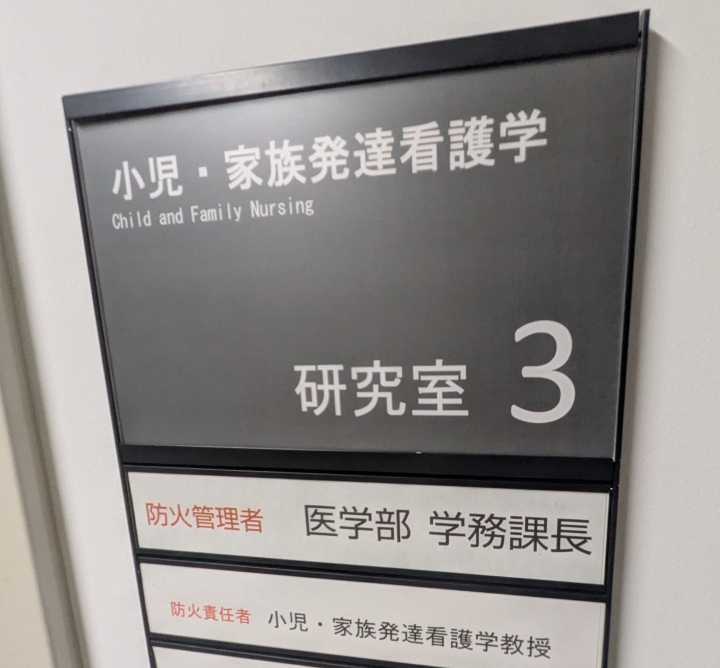 小児・家族発達看護学
Child and Family Nursing
研究室 3
防火管理者 医学部 学務課長
防火責任者 小児・家族発達看護学教授